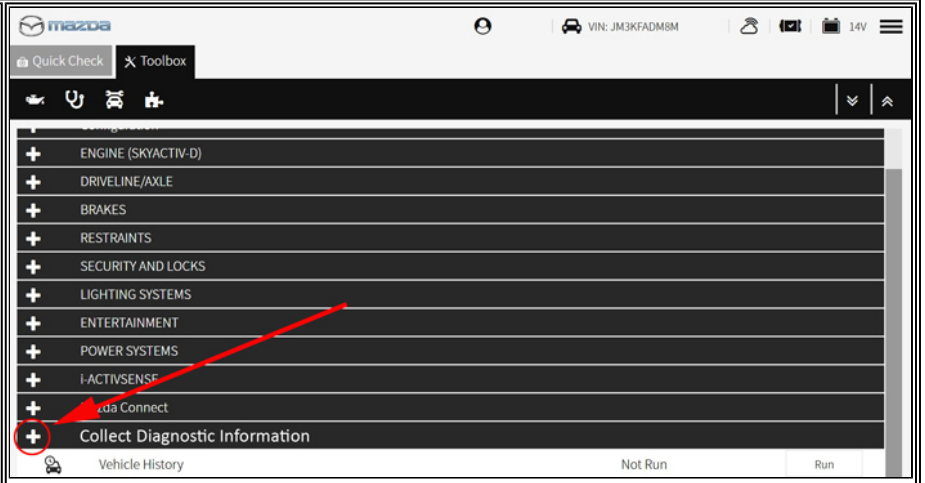 mazda
VIN: JM3KFADM8M
14V
Quick Check
Toolbox
ENGINE (SKYACTIV-D)
DRIVELINE/AXLE
BRAKES
RESTRAINTS
SECURITY AND LOCKS
LIGHTING SYSTEMS
ENTERTAINMENT
POWER SYSTEMS
i-ACTIVSENSE
Connect
Collect Diagnostic Information
Vehicle History Not Run Run